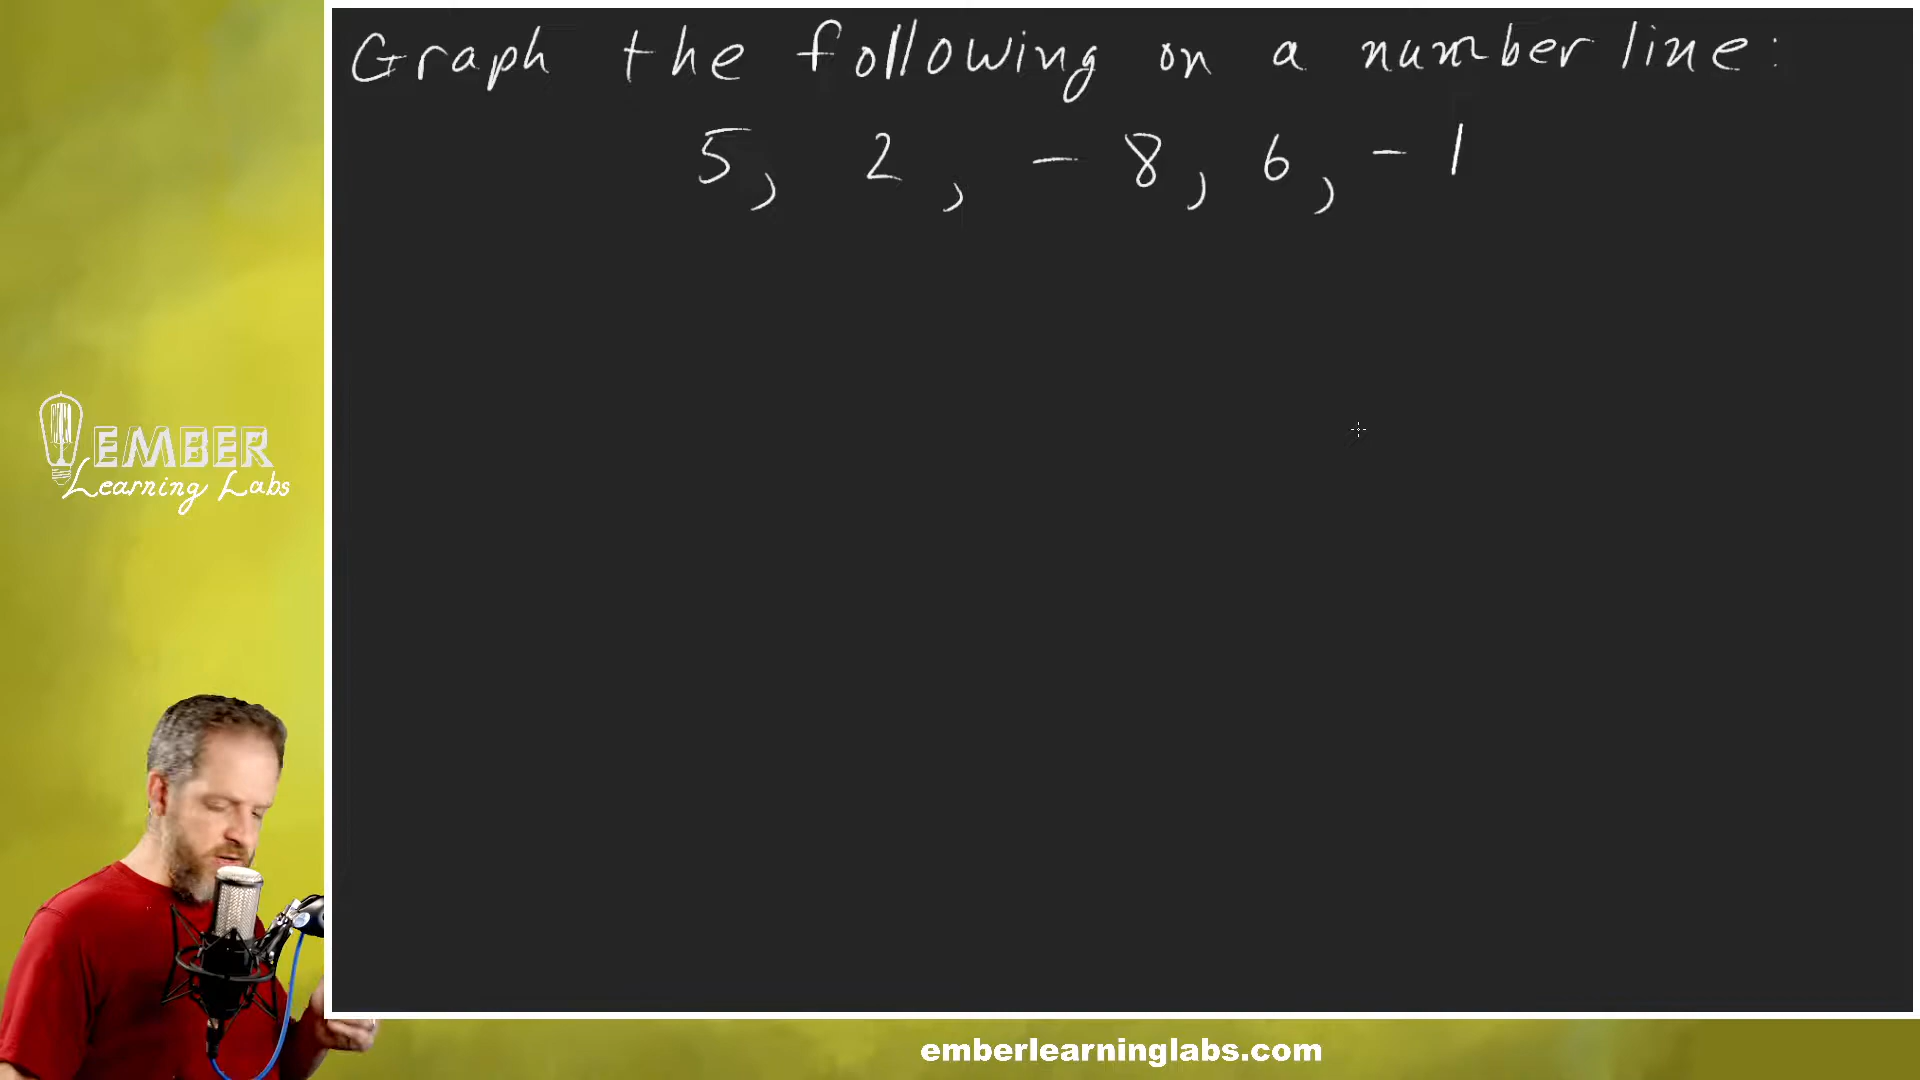 Graph the following on a number line:
5, 2, -8, 6, -1
EMBER
Learning Labs
emberlearninglabs.com